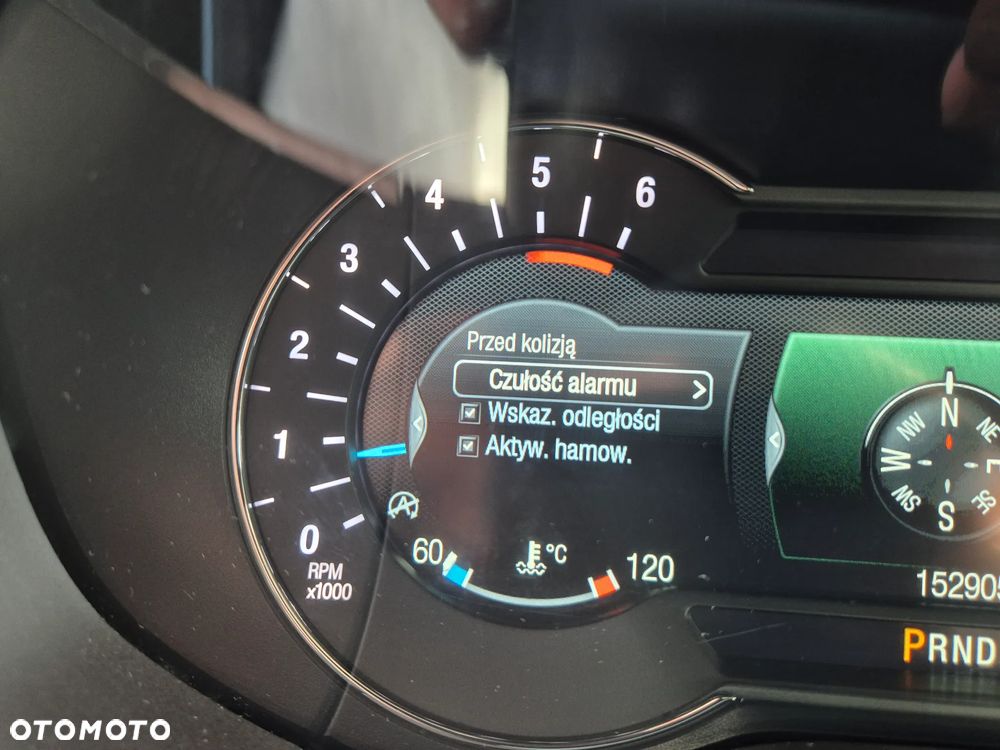 5
6
4
3
2
1
0
RPM
x1000
Przed kolizją
Czułość alarmu >
Wskaz. odległości
Aktyw. hamow.
A
60
°C
120
N
NW
NE
W
SW
S
152905
PRND
OTOMOTO